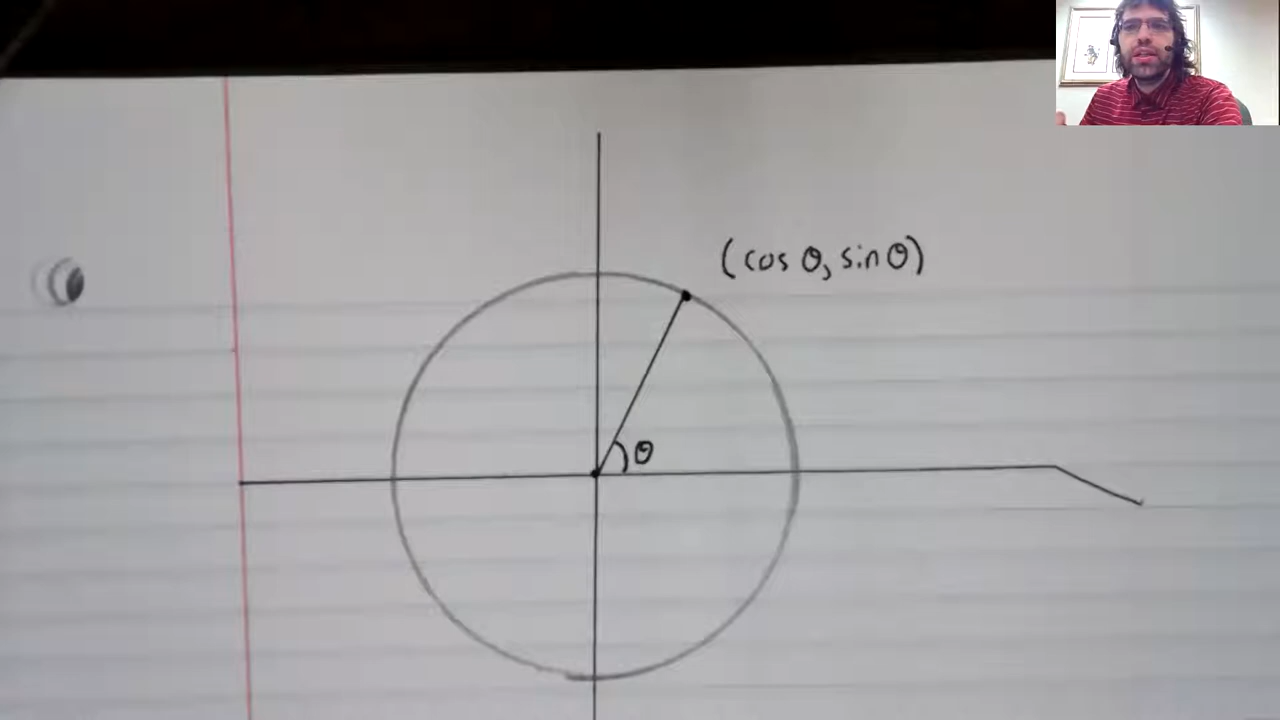 (cos θ, sin θ)
θ